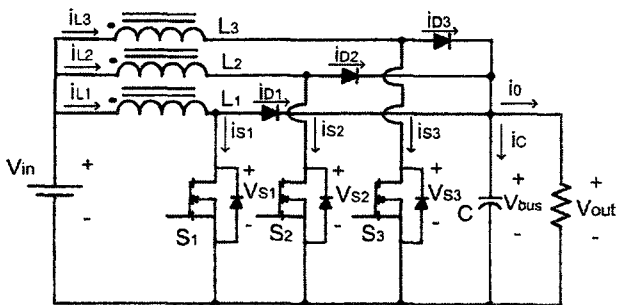 iL3 L3 iD3
iL2 L2 iD2
iL1 L1 iD1 i0
iS1 iS2 iS3 iC
Vin + + + + + +
VS1 VS2 VS3 Vbus Vout
- - - - - -
S1 S2 S3 C